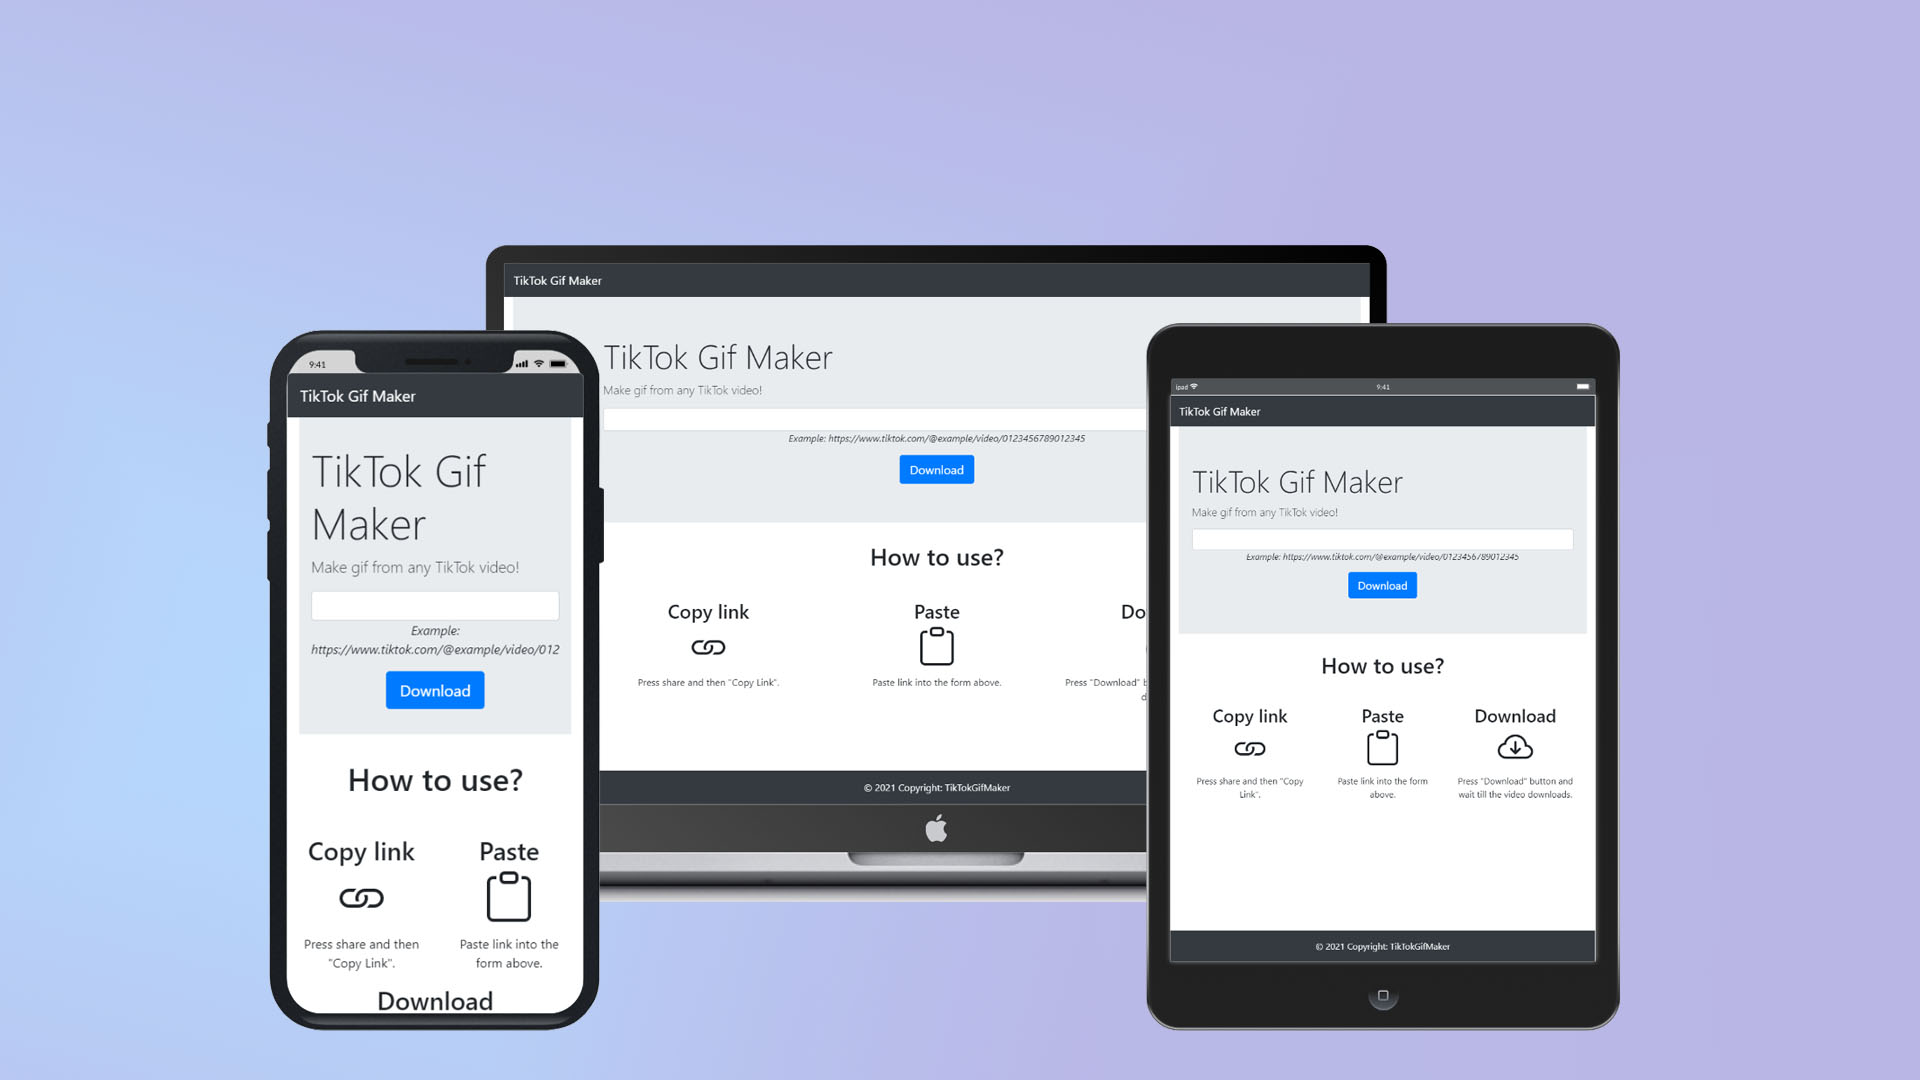 TikTok Gif Maker
TikTok Gif Maker
Make gif from any TikTok video!
Example: https://www.tiktok.com/@example/video/0123456789012345
Download
How to use?
Copy link
Paste
Do
Press share and then "Copy Link".
Paste link into the form above.
Press "Download" b
d
© 2021 Copyright: TikTokGifMaker
9:41
TikTok Gif Maker
TikTok Gif
Maker
Make gif from any TikTok video!
Example:
https://www.tiktok.com/@example/video/012
Download
How to use?
Copy link
Paste
Press share and then
"Copy Link".
Paste link into the
form above.
Download
ipad
9:41
TikTok Gif Maker
TikTok Gif Maker
Make gif from any TikTok video!
Example: https://www.tiktok.com/@example/video/0123456789012345
Download
How to use?
Copy link
Paste
Download
Press share and then "Copy
Link".
Paste link into the form
above.
Press "Download" button and
wait till the video downloads.
© 2021 Copyright: TikTokGifMaker